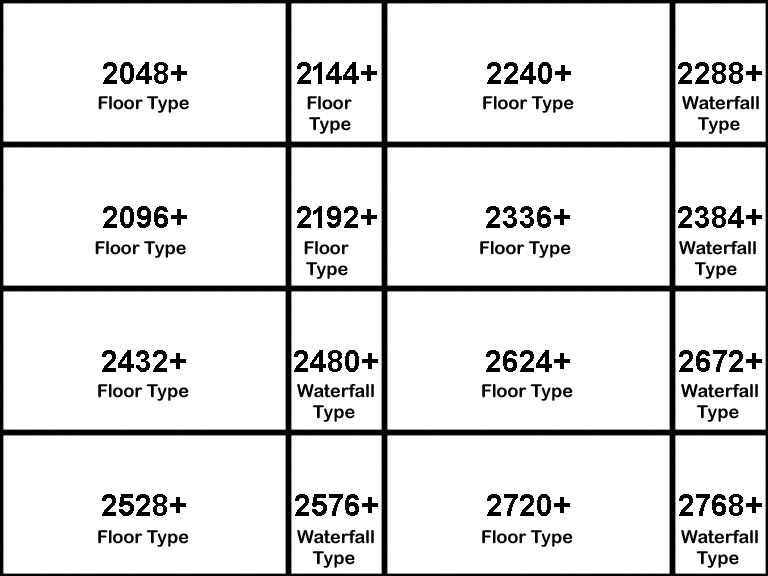 2048+
Floor Type
2144+
Floor
Type
2240+
Floor Type
2288+
Waterfall
Type
2096+
Floor Type
2192+
Floor
Type
2336+
Floor Type
2384+
Waterfall
Type
2432+
Floor Type
2480+
Waterfall
Type
2624+
Floor Type
2672+
Waterfall
Type
2528+
Floor Type
2576+
Waterfall
Type
2720+
Floor Type
2768+
Waterfall
Type